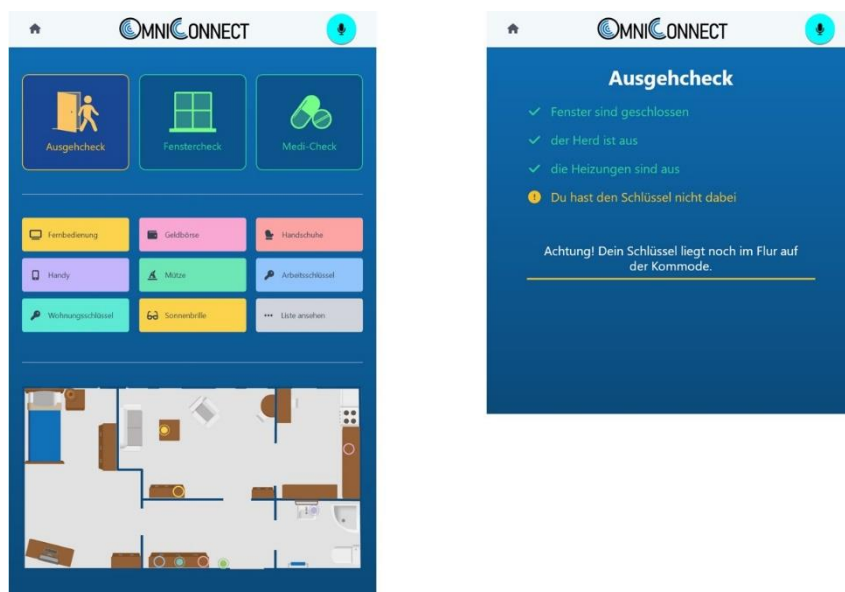 OMNICONNECT
Ausgehcheck
Fenstercheck
Medi-Check
Fernbedienung
Geldbörse
Handschuhe
Handy
Mütze
Arbeitsschlüssel
Wohnungsschlüssel
Sonnenbrille
Liste ansehen
OMNICONNECT
Ausgehcheck
Fenster sind geschlossen
der Herd ist aus
die Heizungen sind aus
Du hast den Schlüssel nicht dabei
Achtung! Dein Schlüssel liegt noch im Flur auf
der Kommode.